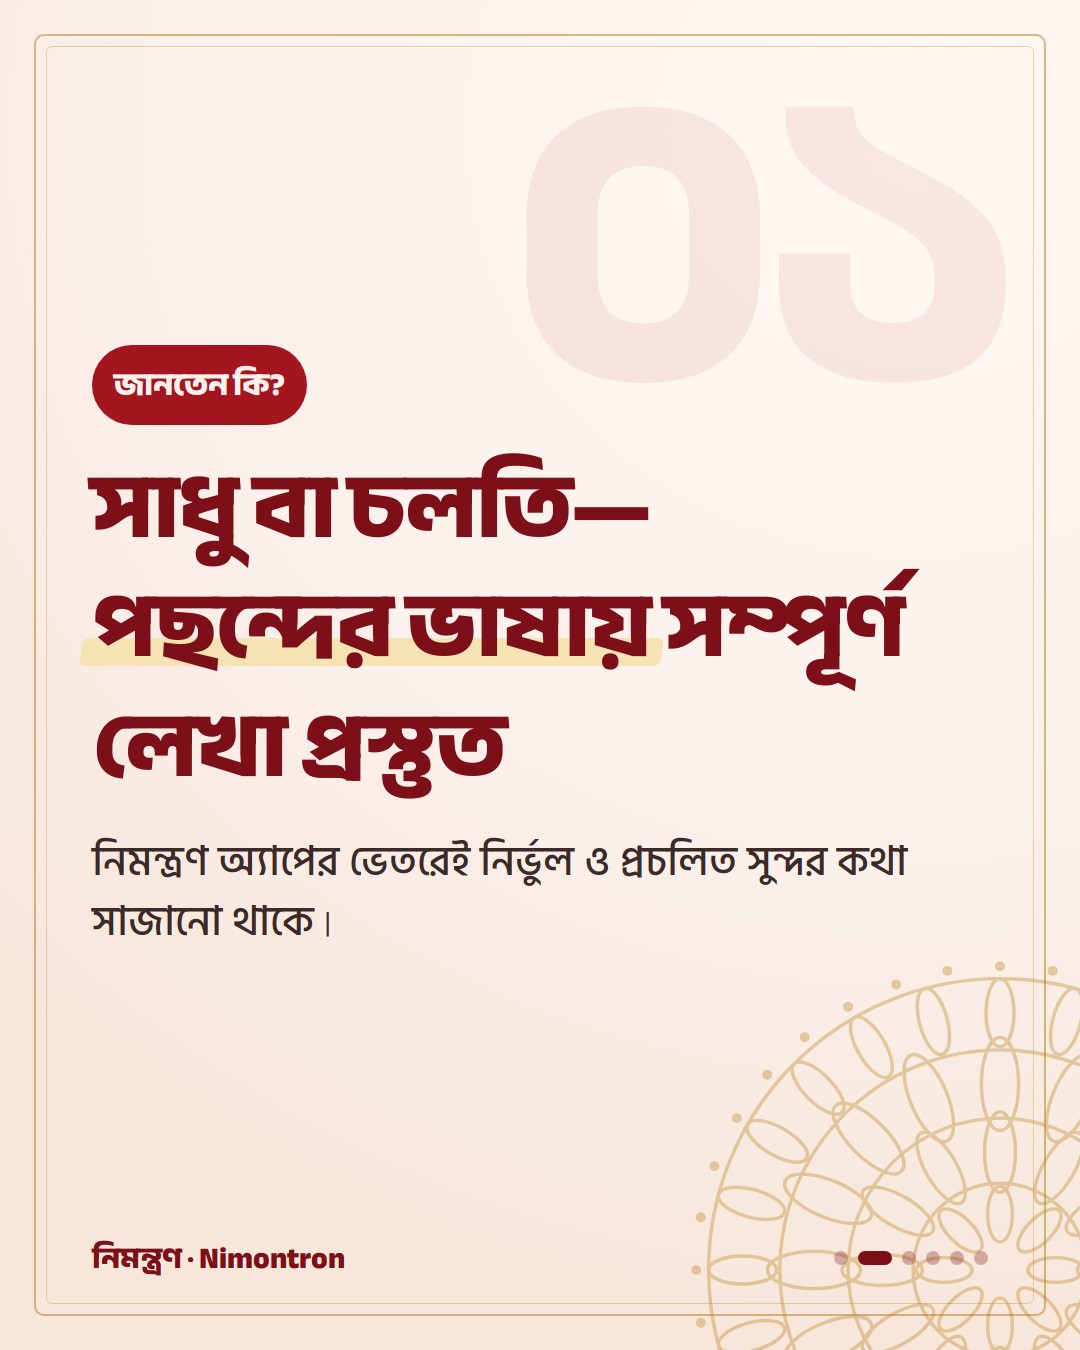 ০১
জানতেন কি?
সাধু বা চলতি—
পছন্দের ভাষায় সম্পূর্ণ
লেখা প্রস্তুত
নিমন্ত্রণ অ্যাপের ভেতরেই নির্ভুল ও প্রচলিত সুন্দর কথা
সাজানো থাকে।
নিমন্ত্রণ · Nimontron